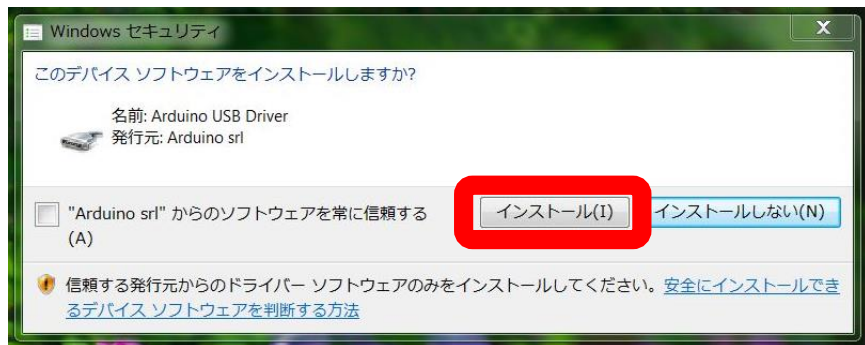 Windows セキュリティ
X
このデバイス ソフトウェアをインストールしますか?
名前: Arduino USB Driver
発行元: Arduino srl
"Arduino srl" からのソフトウェアを常に信頼する
(A)
インストール(I)
インストールしない(N)
信頼する発行元からのドライバー ソフトウェアのみをインストールしてください。安全にインストールでき
るデバイス ソフトウェアを判断する方法